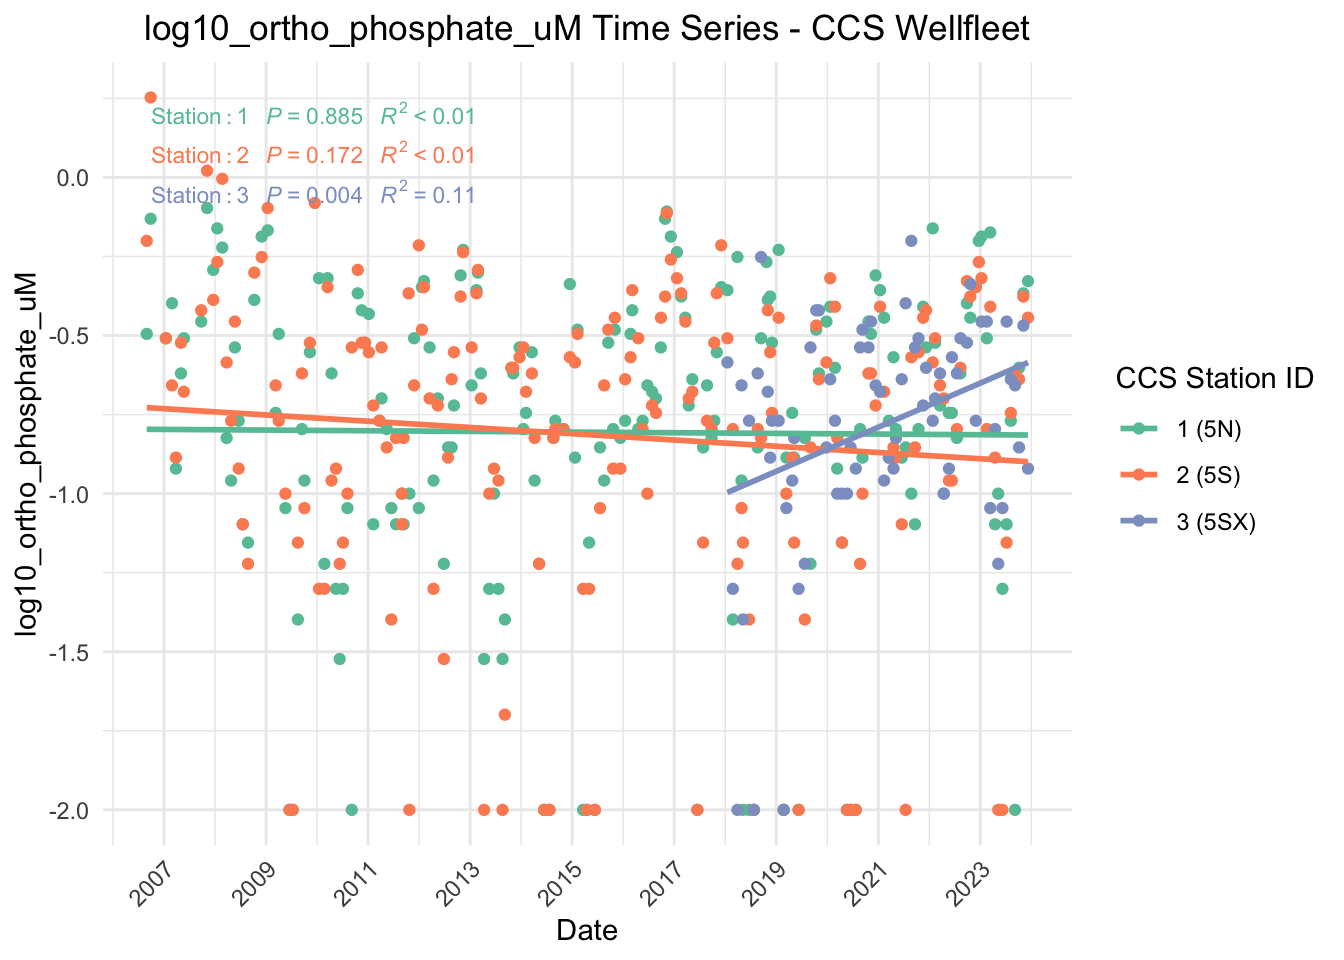 log10_ortho_phosphate_uM Time Series - CCS Wellfleet
Station: 1 P = 0.885 R² < 0.01
Station: 2 P = 0.172 R² < 0.01
Station: 3 P = 0.004 R² = 0.11
0.0
-0.5
-1.0
-1.5
-2.0
log10_ortho_phosphate_uM
2007 2009 2011 2013 2015 2017 2019 2021 2023
Date
CCS Station ID
1 (5N)
2 (5S)
3 (5SX)